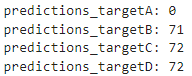 predictions_targetA: 0
predictions_targetB: 71
predictions_targetC: 72
predictions_targetD: 72